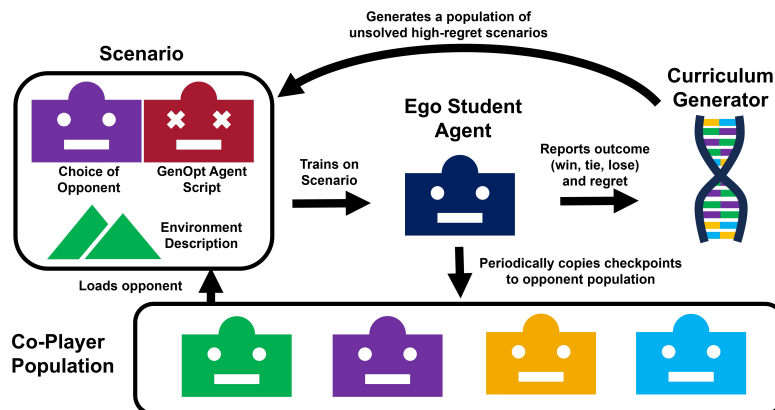 Generates a population of
unsolved high-regret scenarios
Scenario
Curriculum
Generator
Ego Student
Agent
Choice of
Opponent
GenOpt Agent
Script
Trains on
Scenario
Reports outcome
(win, tie, lose)
and regret
Environment
Description
Loads opponent
Periodically copies checkpoints
to opponent population
Co-Player
Population